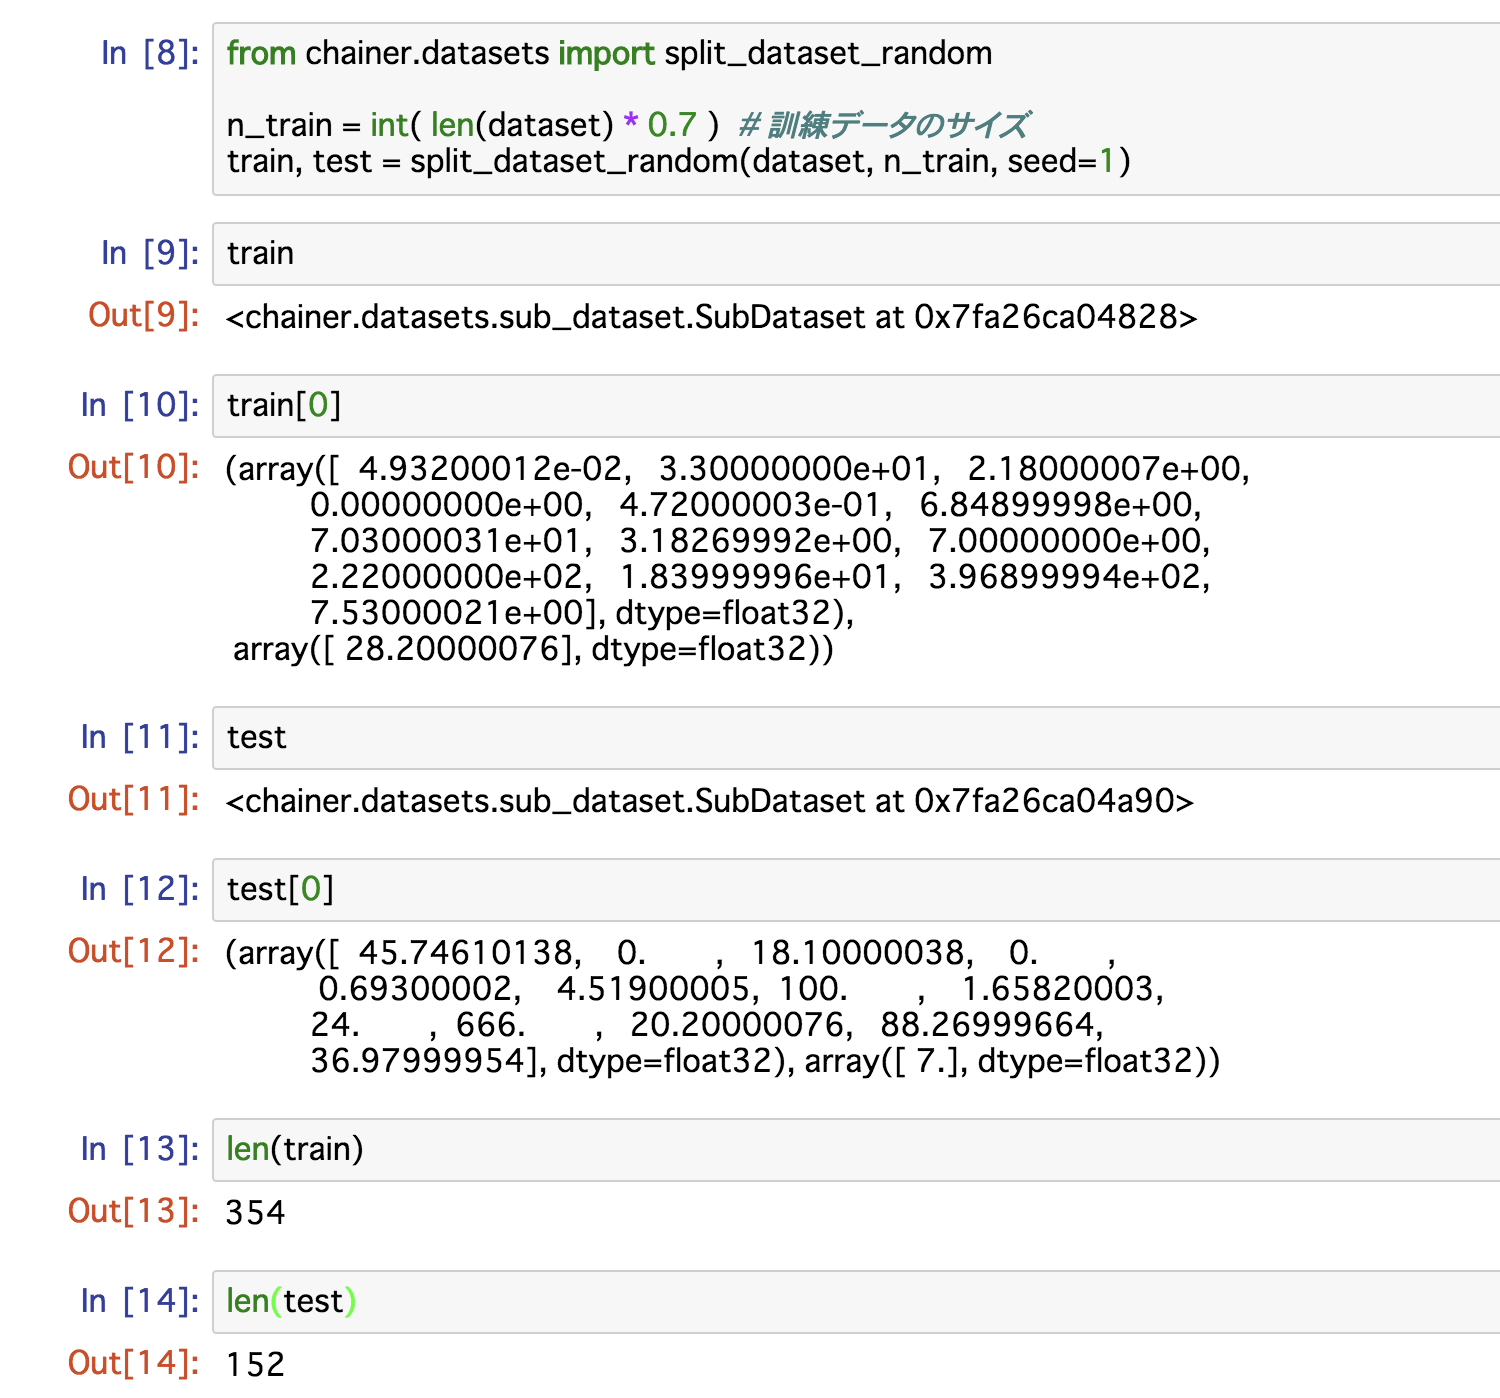 In [8]: from chainer.datasets import split_dataset_random
n_train = int( len(dataset) * 0.7 )  # 訓練データのサイズ
train, test = split_dataset_random(dataset, n_train, seed=1)
In [9]: train
Out[9]: <chainer.datasets.sub_dataset.SubDataset at 0x7fa26ca04828>
In [10]: train[0]
Out[10]: (array([  4.93200012e-02,   3.30000000e+01,   2.18000007e+00,
0.00000000e+00,   4.72000003e-01,   6.84899998e+00,
7.03000031e+01,   3.18269992e+00,   7.00000000e+00,
2.22000000e+02,   1.83999996e+01,   3.96899994e+02,
7.53000021e+00], dtype=float32),
array([ 28.20000076], dtype=float32))
In [11]: test
Out[11]: <chainer.datasets.sub_dataset.SubDataset at 0x7fa26ca04a90>
In [12]: test[0]
Out[12]: (array([  45.74610138,    0.        ,   18.10000038,    0.        ,
0.69300002,    4.51900005,  100.        ,    1.65820003,
24.        ,  666.        ,   20.20000076,   88.26999664,
36.97999954], dtype=float32), array([ 7.], dtype=float32))
In [13]: len(train)
Out[13]: 354
In [14]: len(test)
Out[14]: 152